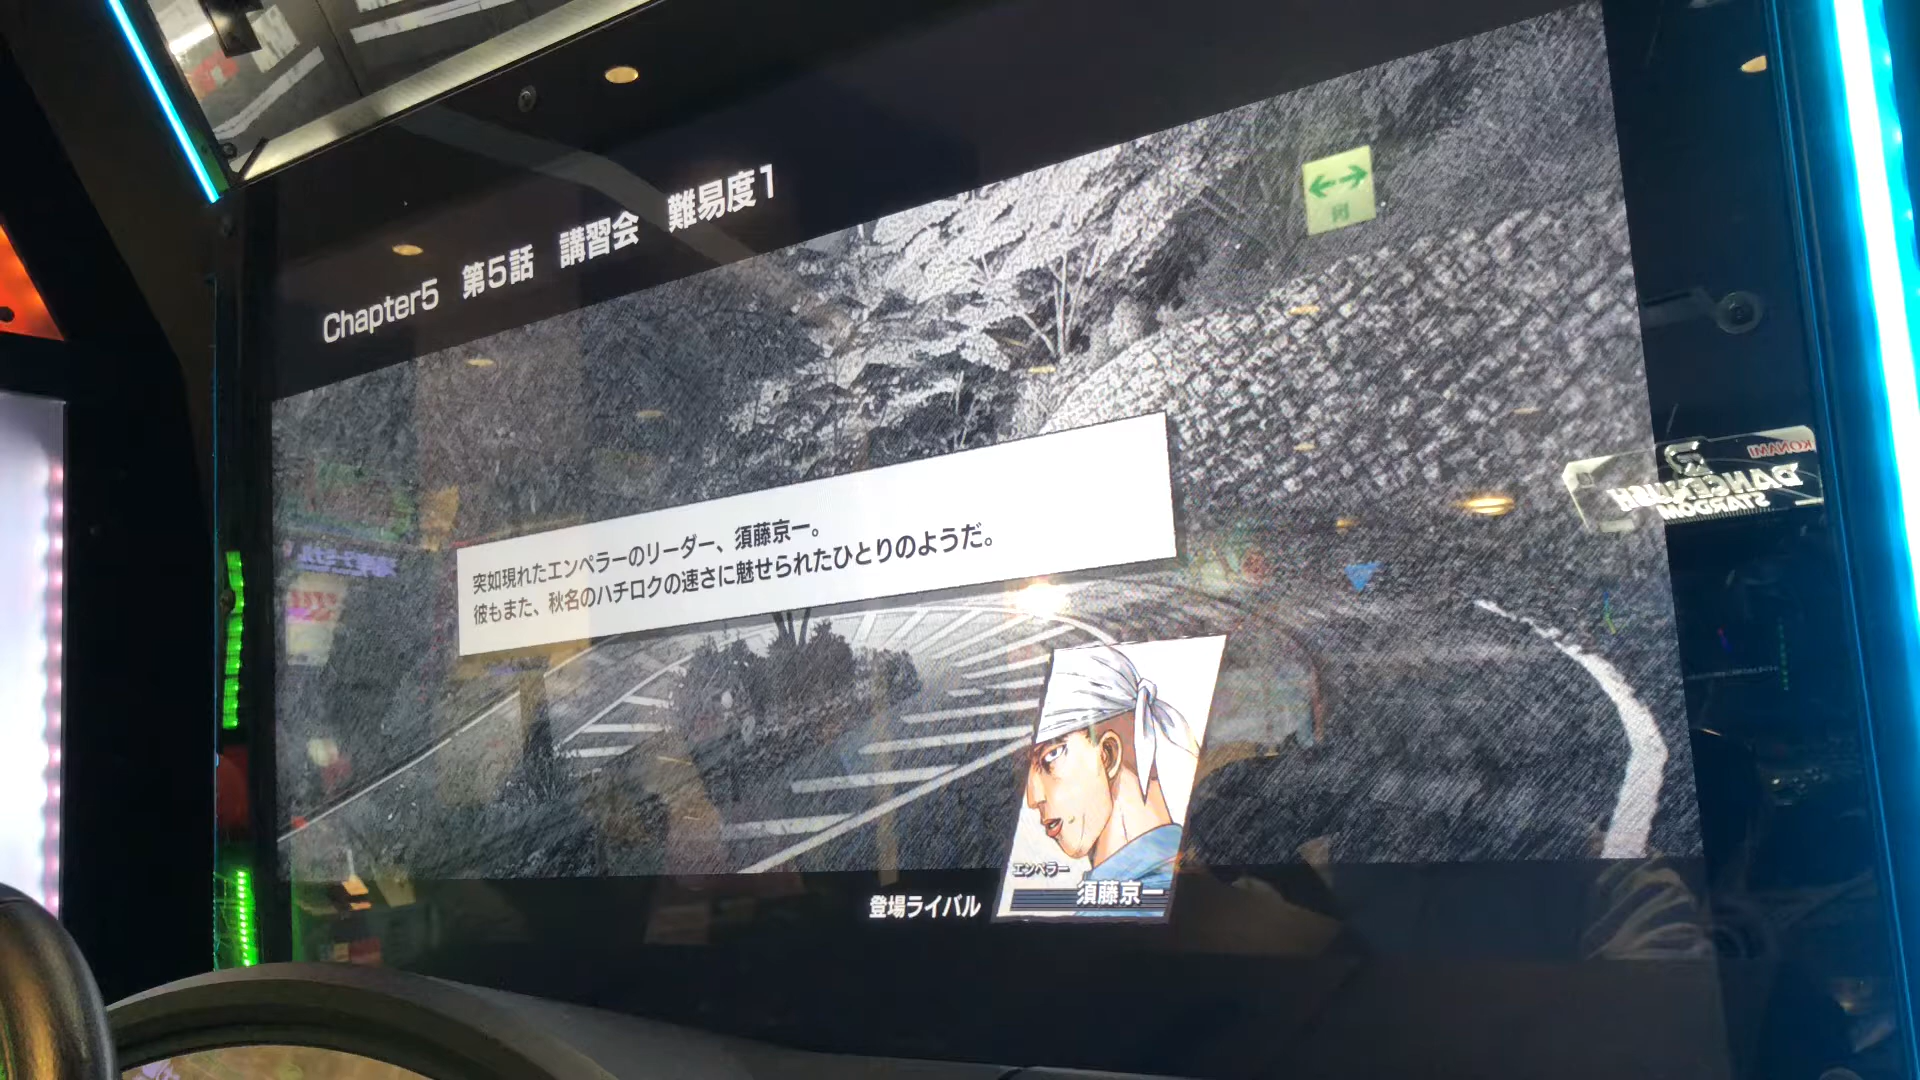 Chapter5 第5話 講習会 難易度1
突如現れたエンペラーのリーダー、須藤京一。
彼もまた、秋名のハチロクの速さに魅せられたひとりのようだ。
エンペラー
登場ライバル 須藤京一
KONAMI
DANCERUSH
STARDOM